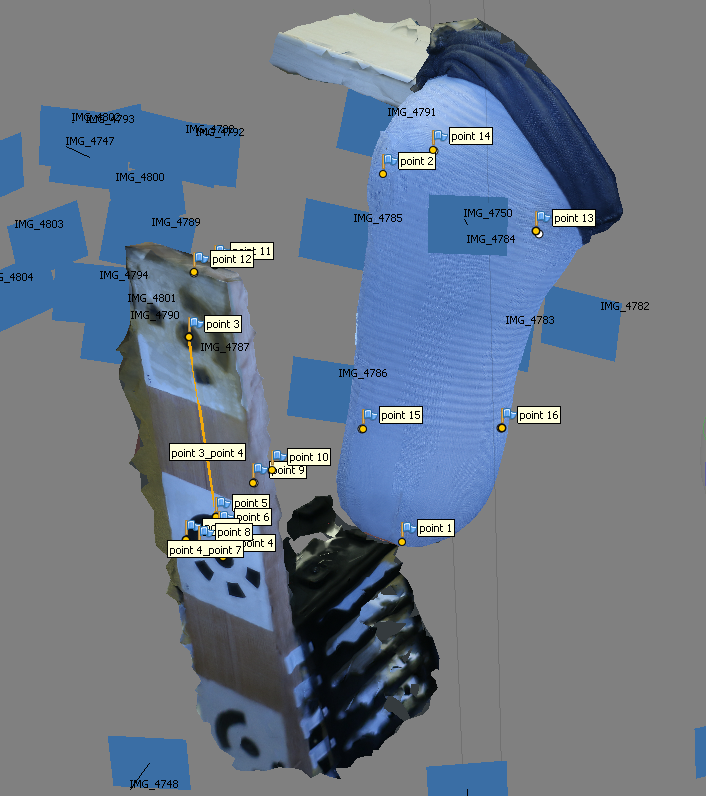 IMG_4791
IMG_4793
IMG_4792
point 14
IMG_4747
point 2
IMG_4800
IMG_4750
point 13
IMG_4785
IMG_4803
IMG_4789
IMG_4784
point 11
point 12
IMG_4794
IMG_4801
IMG_4782
IMG_4790
point 3
IMG_4783
IMG_4787
IMG_4786
point 15
point 16
point 3_point 4
point 10
point 9
point 5
point 6
point 1
point 8
point 4
point 4_point 7
IMG_4748